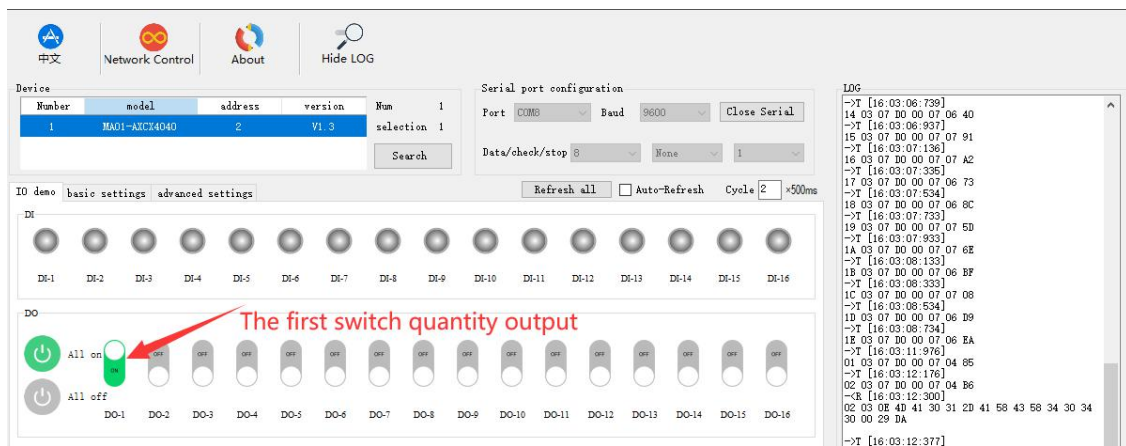 中文
Network Control
About
Hide LOG
Device
Number model address version
1 MA01-AXCX4040 2 V1.3
Num 1
selection 1
Search
Serial port configuration
Port COM8 Baud 9600 Close Serial
Data/check/stop 8 None 1
IO demo basic settings advanced settings
Refresh all Auto-Refresh Cycle 2 ×500ms
DI
DI-1 DI-2 DI-3 DI-4 DI-5 DI-6 DI-7 DI-8 DI-9 DI-10 DI-11 DI-12 DI-13 DI-14 DI-15 DI-16
DO
The first switch quantity output
All on
ON OFF OFF OFF OFF OFF OFF OFF OFF OFF OFF OFF OFF OFF OFF OFF
All off
DO-1 DO-2 DO-3 DO-4 DO-5 DO-6 DO-7 DO-8 DO-9 DO-10 DO-11 DO-12 DO-13 DO-14 DO-15 DO-16
LOG
->T [16:03:06:739]
14 03 07 D0 00 07 06 40
->T [16:03:06:937]
15 03 07 D0 00 07 07 91
->T [16:03:07:136]
16 03 07 D0 00 07 07 A2
->T [16:03:07:335]
17 03 07 D0 00 07 06 73
->T [16:03:07:534]
18 03 07 D0 00 07 06 8C
->T [16:03:07:733]
19 03 07 D0 00 07 07 5D
->T [16:03:07:933]
1A 03 07 D0 00 07 07 6E
->T [16:03:08:133]
1B 03 07 D0 00 07 06 BF
->T [16:03:08:333]
1C 03 07 D0 00 07 07 08
->T [16:03:08:534]
1D 03 07 D0 00 07 06 D9
->T [16:03:08:734]
1E 03 07 D0 00 07 06 EA
->T [16:03:11:976]
01 03 07 D0 00 07 04 85
->T [16:03:12:176]
02 03 07 D0 00 07 04 B6
-<R [16:03:12:300]
02 03 0E 4D 41 30 31 2D 41 58 43 58 34 30 34
30 00 29 DA
->T [16:03:12:377]